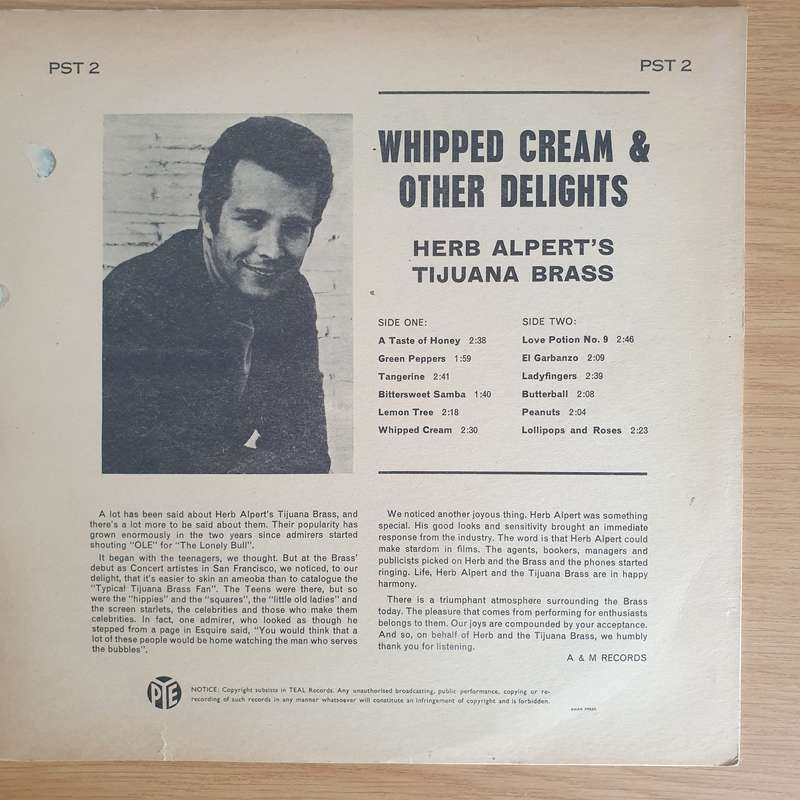 PST 2
PST 2
WHIPPED CREAM &
OTHER DELIGHTS
HERB ALPERT'S
TIJUANA BRASS
SIDE ONE:
A Taste of Honey 2:38
Green Peppers 1:59
Tangerine 2:41
Bittersweet Samba 1:40
Lemon Tree 2:18
Whipped Cream 2:30
SIDE TWO:
Love Potion No. 9 2:46
El Garbanzo 2:09
Ladyfingers 2:39
Butterball 2:08
Peanuts 2:04
Lollipops and Roses 2:23
A lot has been said about Herb Alpert's Tijuana Brass, and
there's a lot more to be said about them. Their popularity has
grown enormously in the two years since admirers started
shouting "OLE" for "The Lonely Bull".
It began with the teenagers, we thought. But at the Brass'
debut as Concert artistes in San Francisco, we noticed, to our
delight, that it's easier to skin an ameoba than to catalogue the
"Typical Tijuana Brass Fan". The Teens were there, but so
were the "hippies" and the "squares", the "little old ladies" and
the screen starlets, the celebrities and those who make them
celebrities. In fact, one admirer, who looked as though he
stepped from a page in Esquire said, "You would think that a
lot of these people would be home watching the man who serves
the bubbles".
We noticed another joyous thing. Herb Alpert was something
special. His good looks and sensitivity brought an immediate
response from the industry. The word is that Herb Alpert could
make stardom in films. The agents, bookers, managers and
publicists picked on Herb and the Brass and the phones started
ringing. Life, Herb Alpert and the Tijuana Brass are in happy
harmony.
There is a triumphant atmosphere surrounding the Brass
today. The pleasure that comes from performing for enthusiasts
belongs to them. Our joys are compounded by your acceptance.
And so, on behalf of Herb and the Tijuana Brass, we humbly
thank you for listening.
A & M RECORDS
PYE
NOTICE: Copyright subsists in TEAL Records. Any unauthorised broadcasting, public performance, copying or re-
recording of such records in any manner whatsoever will constitute an infringement of copyright and is forbidden.